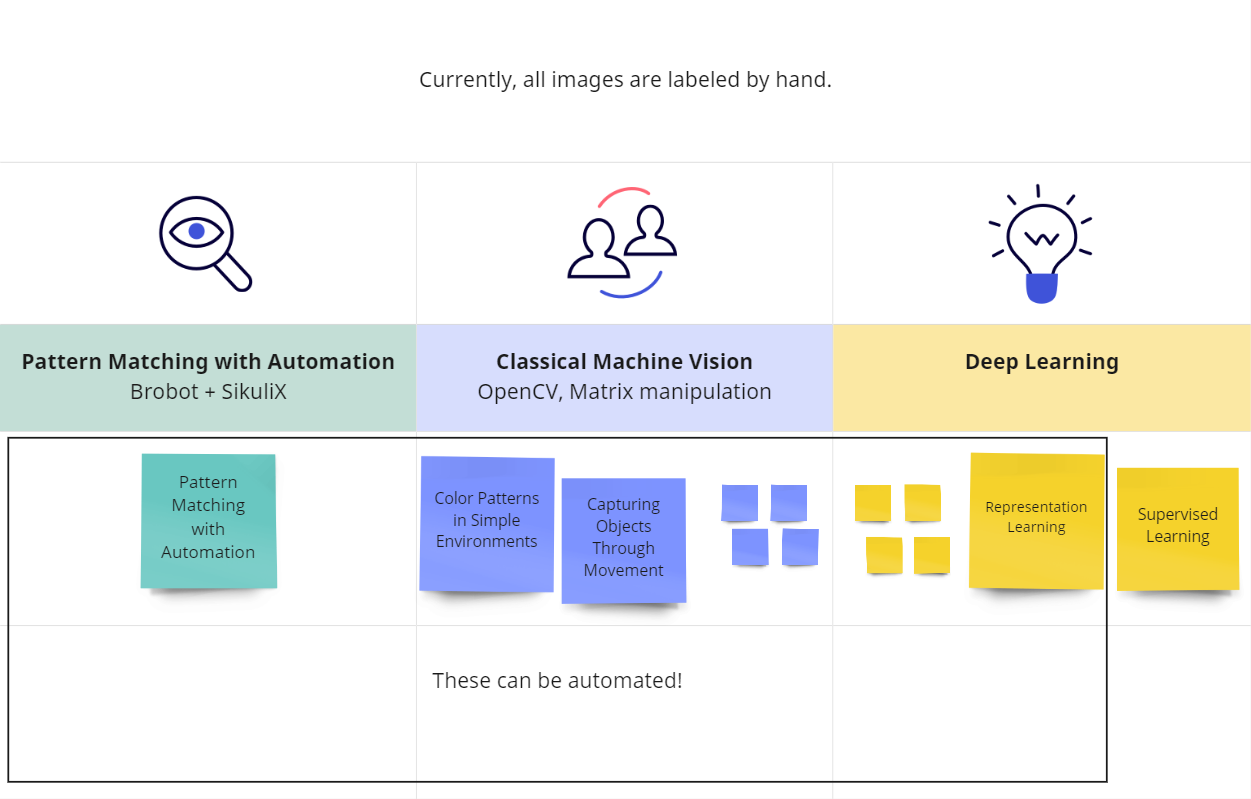 Currently, all images are labeled by hand.
Pattern Matching with Automation
Brobot + SikuliX
Classical Machine Vision
OpenCV, Matrix manipulation
Deep Learning
Pattern
Matching
with
Automation
Color Patterns
in Simple
Environments
Capturing
Objects
Through
Movement
Representation
Learning
Supervised
Learning
These can be automated!